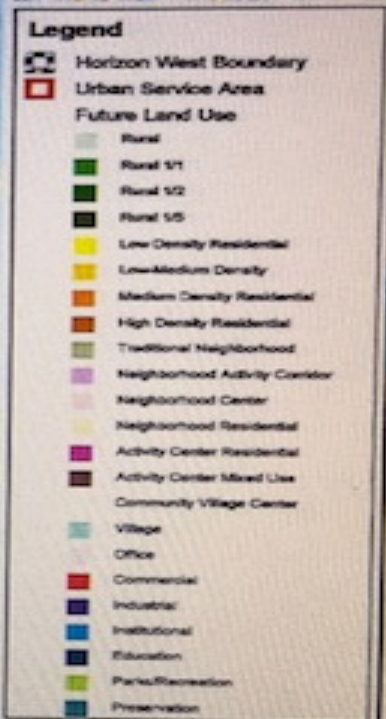 Legend
Horizon West Boundary
Urban Service Area
Future Land Use
Rural
Rural 1/1
Rural 1/2
Rural 1/5
Low Density Residential
Low-Medium Density
Medium Density Residential
High Density Residential
Traditional Neighborhood
Neighborhood Activity Corridor
Neighborhood Center
Neighborhood Residential
Activity Center Residential
Activity Center Mixed Use
Community Village Center
Village
Office
Commercial
Industrial
Institutional
Education
Parks/Recreation
Preservation